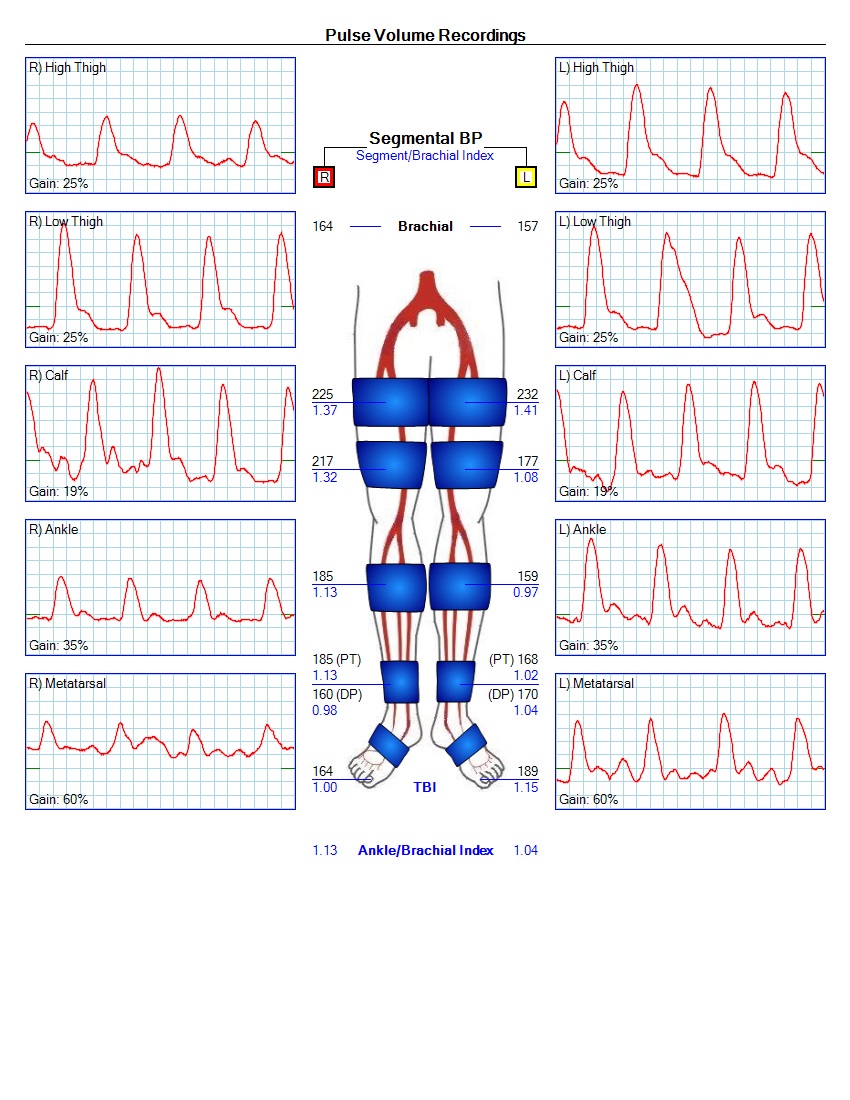 Pulse Volume Recordings
R) High Thigh
Gain: 25%
R) Low Thigh
Gain: 25%
R) Calf
Gain: 19%
R) Ankle
Gain: 35%
R) Metatarsal
Gain: 60%
Segmental BP
Segment/Brachial Index
R L
164 Brachial 157
225 232
1.37 1.41
217 177
1.32 1.08
185 159
1.13 0.97
185 (PT) (PT) 168
1.13 1.02
160 (DP) (DP) 170
0.98 1.04
164 189
1.00 TBI 1.15
1.13 Ankle/Brachial Index 1.04
L) High Thigh
Gain: 25%
L) Low Thigh
Gain: 25%
L) Calf
Gain: 19%
L) Ankle
Gain: 35%
L) Metatarsal
Gain: 60%